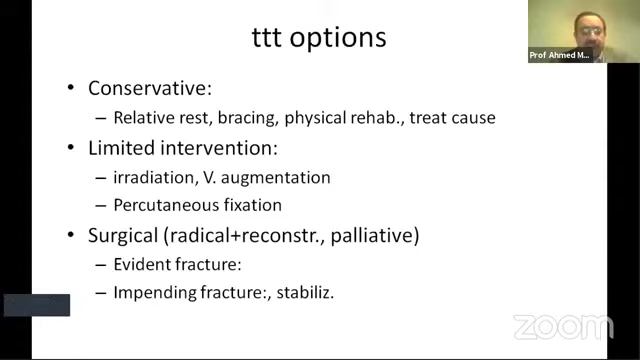 ttt options
Prof Ahmed M...
• Conservative:
– Relative rest, bracing, physical rehab., treat cause
• Limited intervention:
– irradiation, V. augmentation
– Percutaneous fixation
• Surgical (radical+reconstr., palliative)
– Evident fracture:
– Impending fracture:, stabiliz.
zoom